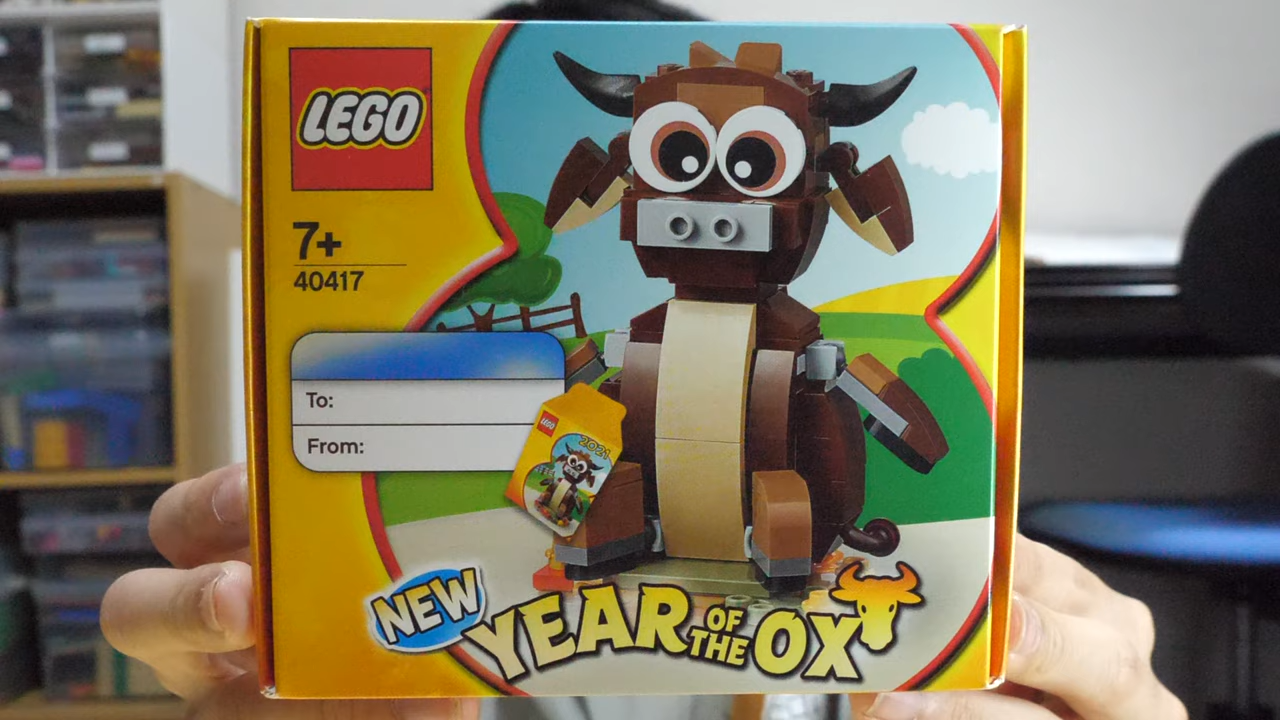 LEGO
7+
40417
To:
From:
LEGO
2021
NEW
YEAR OF THE OX